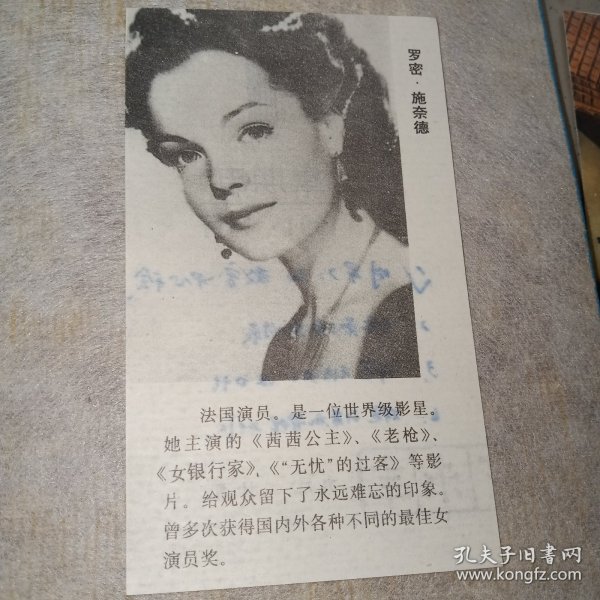 罗密·施奈德
法国演员。是一位世界级影星。
她主演的《茜茜公主》、《老枪》、
《女银行家》、《“无忧”的过客》等影
片。给观众留下了永远难忘的印象。
曾多次获得国内外各种不同的最佳女
演员奖。
孔夫子旧书网
www.kongfz.com